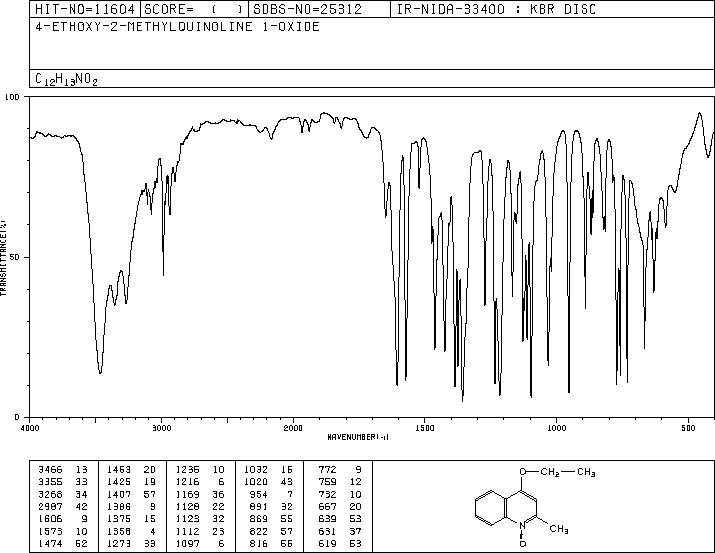 HIT-NO=11604 SCORE= ( ) SDBS-NO=25312 IR-NIDA-33400 : KBR DISC
4-ETHOXY-2-METHYLQUINOLINE 1-OXIDE
C12H13NO2
100
50
0
TRANSMITTANCE(%)
4000 3000 2000 1500 1000 500
WAVENUMBER(-1)
3466 13 1463 20 1236 10 1032 16 772 9
3355 33 1425 19 1216 6 1020 43 759 12
3268 34 1407 57 1169 36 954 7 732 10
2987 42 1386 9 1128 22 891 32 667 20
1606 9 1375 15 1123 32 869 55 639 53
1573 10 1358 4 1112 23 822 57 631 37
1474 52 1273 33 1097 6 816 55 619 53
O CH2 CH3
N CH3
O